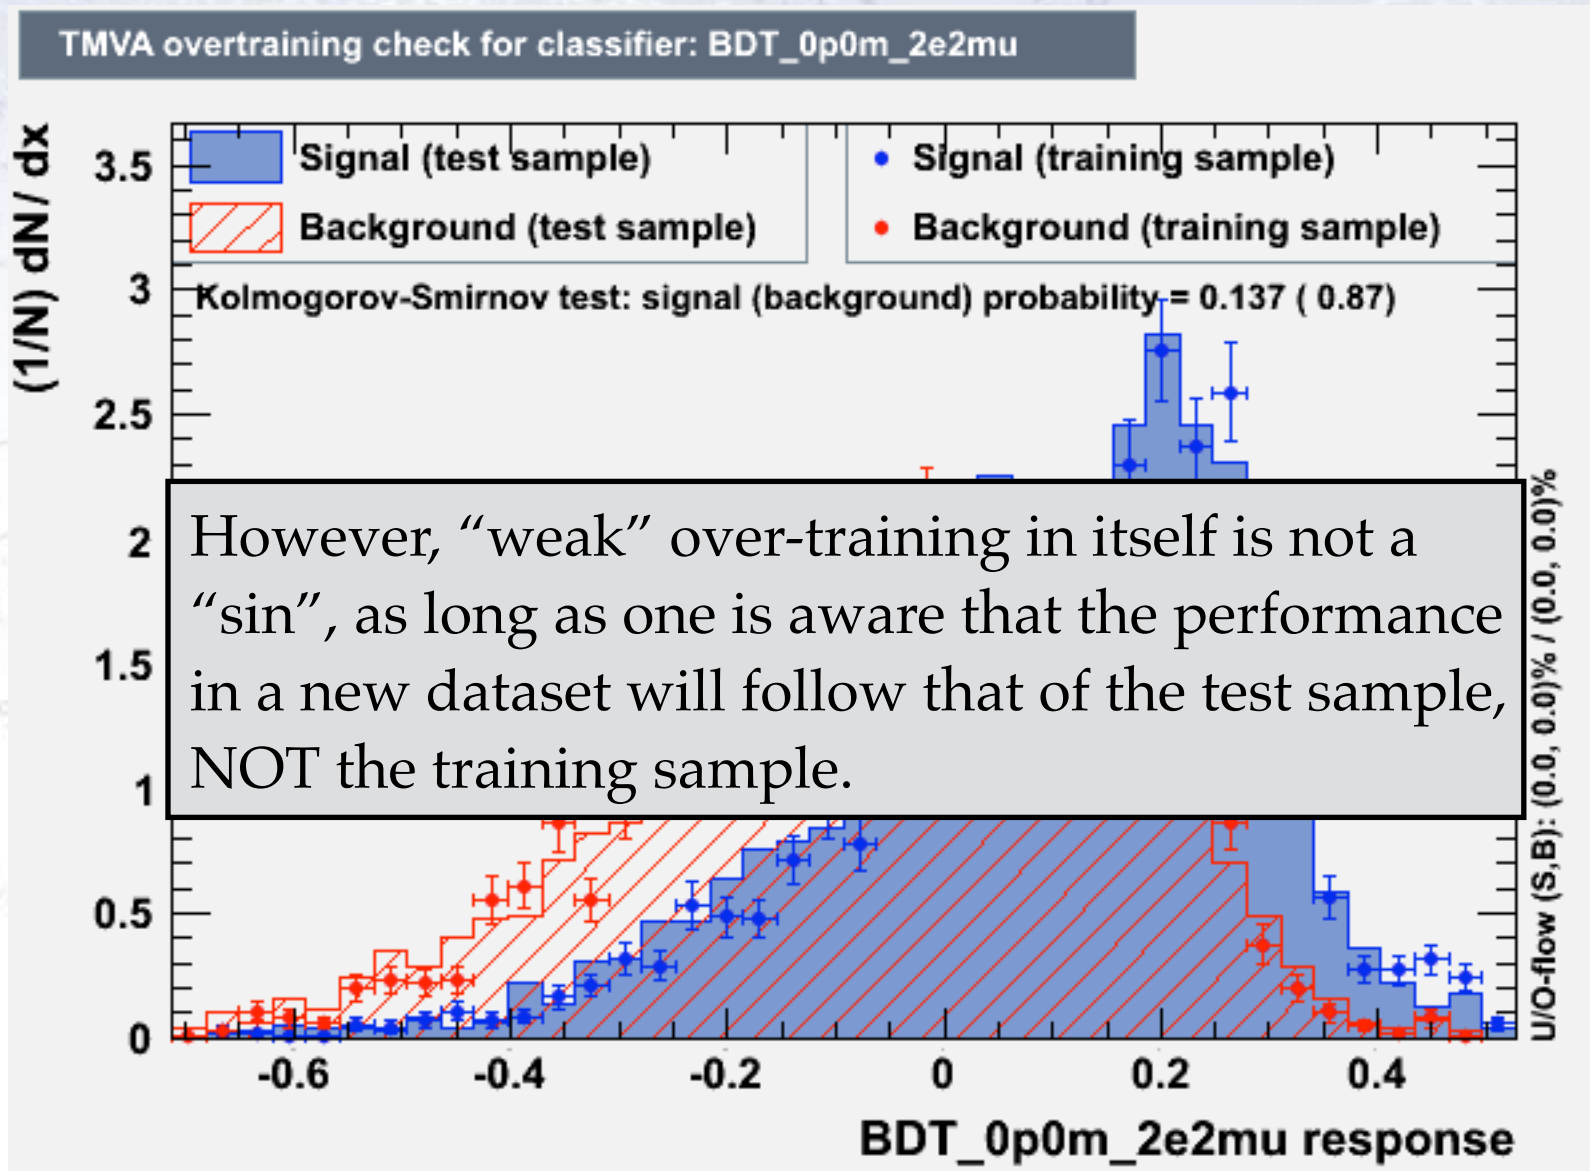 TMVA overtraining check for classifier: BDT_0p0m_2e2mu
(1/N) dN / dx
Signal (test sample)
Signal (training sample)
Background (test sample)
Background (training sample)
Kolmogorov-Smirnov test: signal (background) probability = 0.137 ( 0.87)
3.5
3
2.5
2
1.5
1
0.5
0
However, “weak” over-training in itself is not a
“sin”, as long as one is aware that the performance
in a new dataset will follow that of the test sample,
NOT the training sample.
U/O-flow (S,B): (0.0, 0.0)% / (0.0, 0.0)%
-0.6 -0.4 -0.2 0 0.2 0.4
BDT_0p0m_2e2mu response